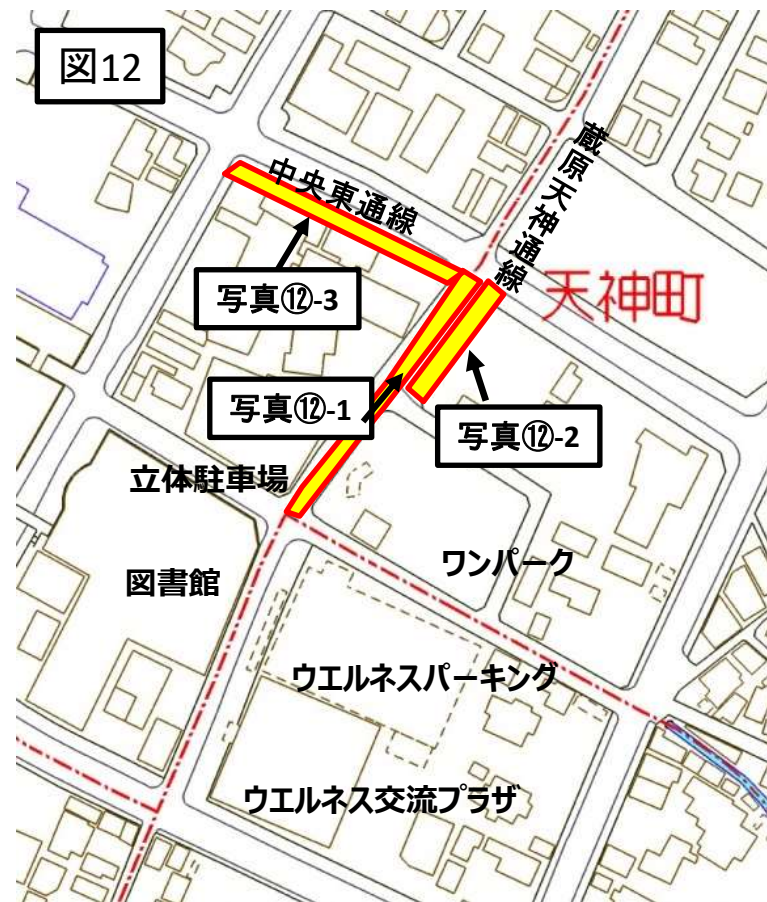 図12
蔵原天神通線
中央東通線
写真⑫-3
天神町
写真⑫-1
写真⑫-2
立体駐車場
図書館
ワンパーク
ウエルネスパーキング
ウエルネス交流プラザ